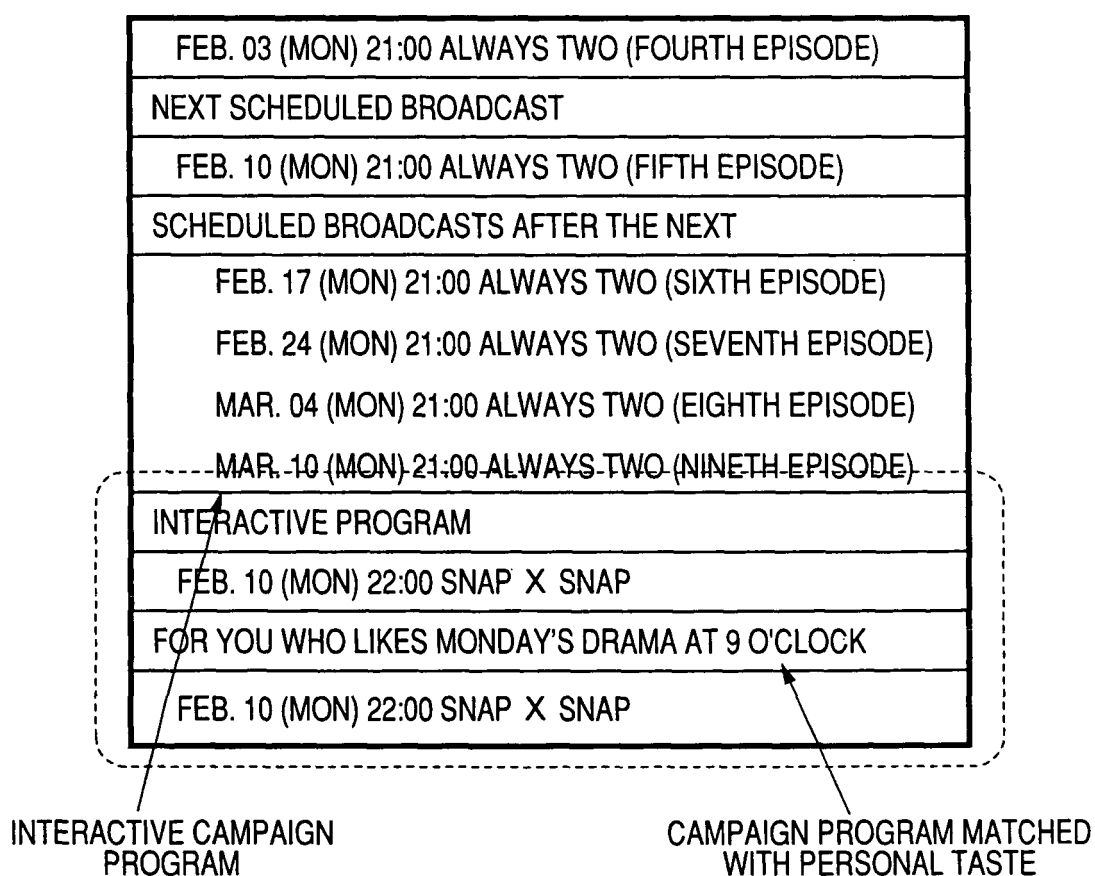 FEB. 03 (MON) 21:00 ALWAYS TWO (FOURTH EPISODE)
NEXT SCHEDULED BROADCAST
FEB. 10 (MON) 21:00 ALWAYS TWO (FIFTH EPISODE)
SCHEDULED BROADCASTS AFTER THE NEXT
FEB. 17 (MON) 21:00 ALWAYS TWO (SIXTH EPISODE)
FEB. 24 (MON) 21:00 ALWAYS TWO (SEVENTH EPISODE)
MAR. 04 (MON) 21:00 ALWAYS TWO (EIGHTH EPISODE)
MAR. 10 (MON) 21:00 ALWAYS TWO (NINETH EPISODE)
INTERACTIVE PROGRAM
FEB. 10 (MON) 22:00 SNAP X SNAP
FOR YOU WHO LIKES MONDAY'S DRAMA AT 9 O'CLOCK
FEB. 10 (MON) 22:00 SNAP X SNAP
INTERACTIVE CAMPAIGN
PROGRAM
CAMPAIGN PROGRAM MATCHED
WITH PERSONAL TASTE